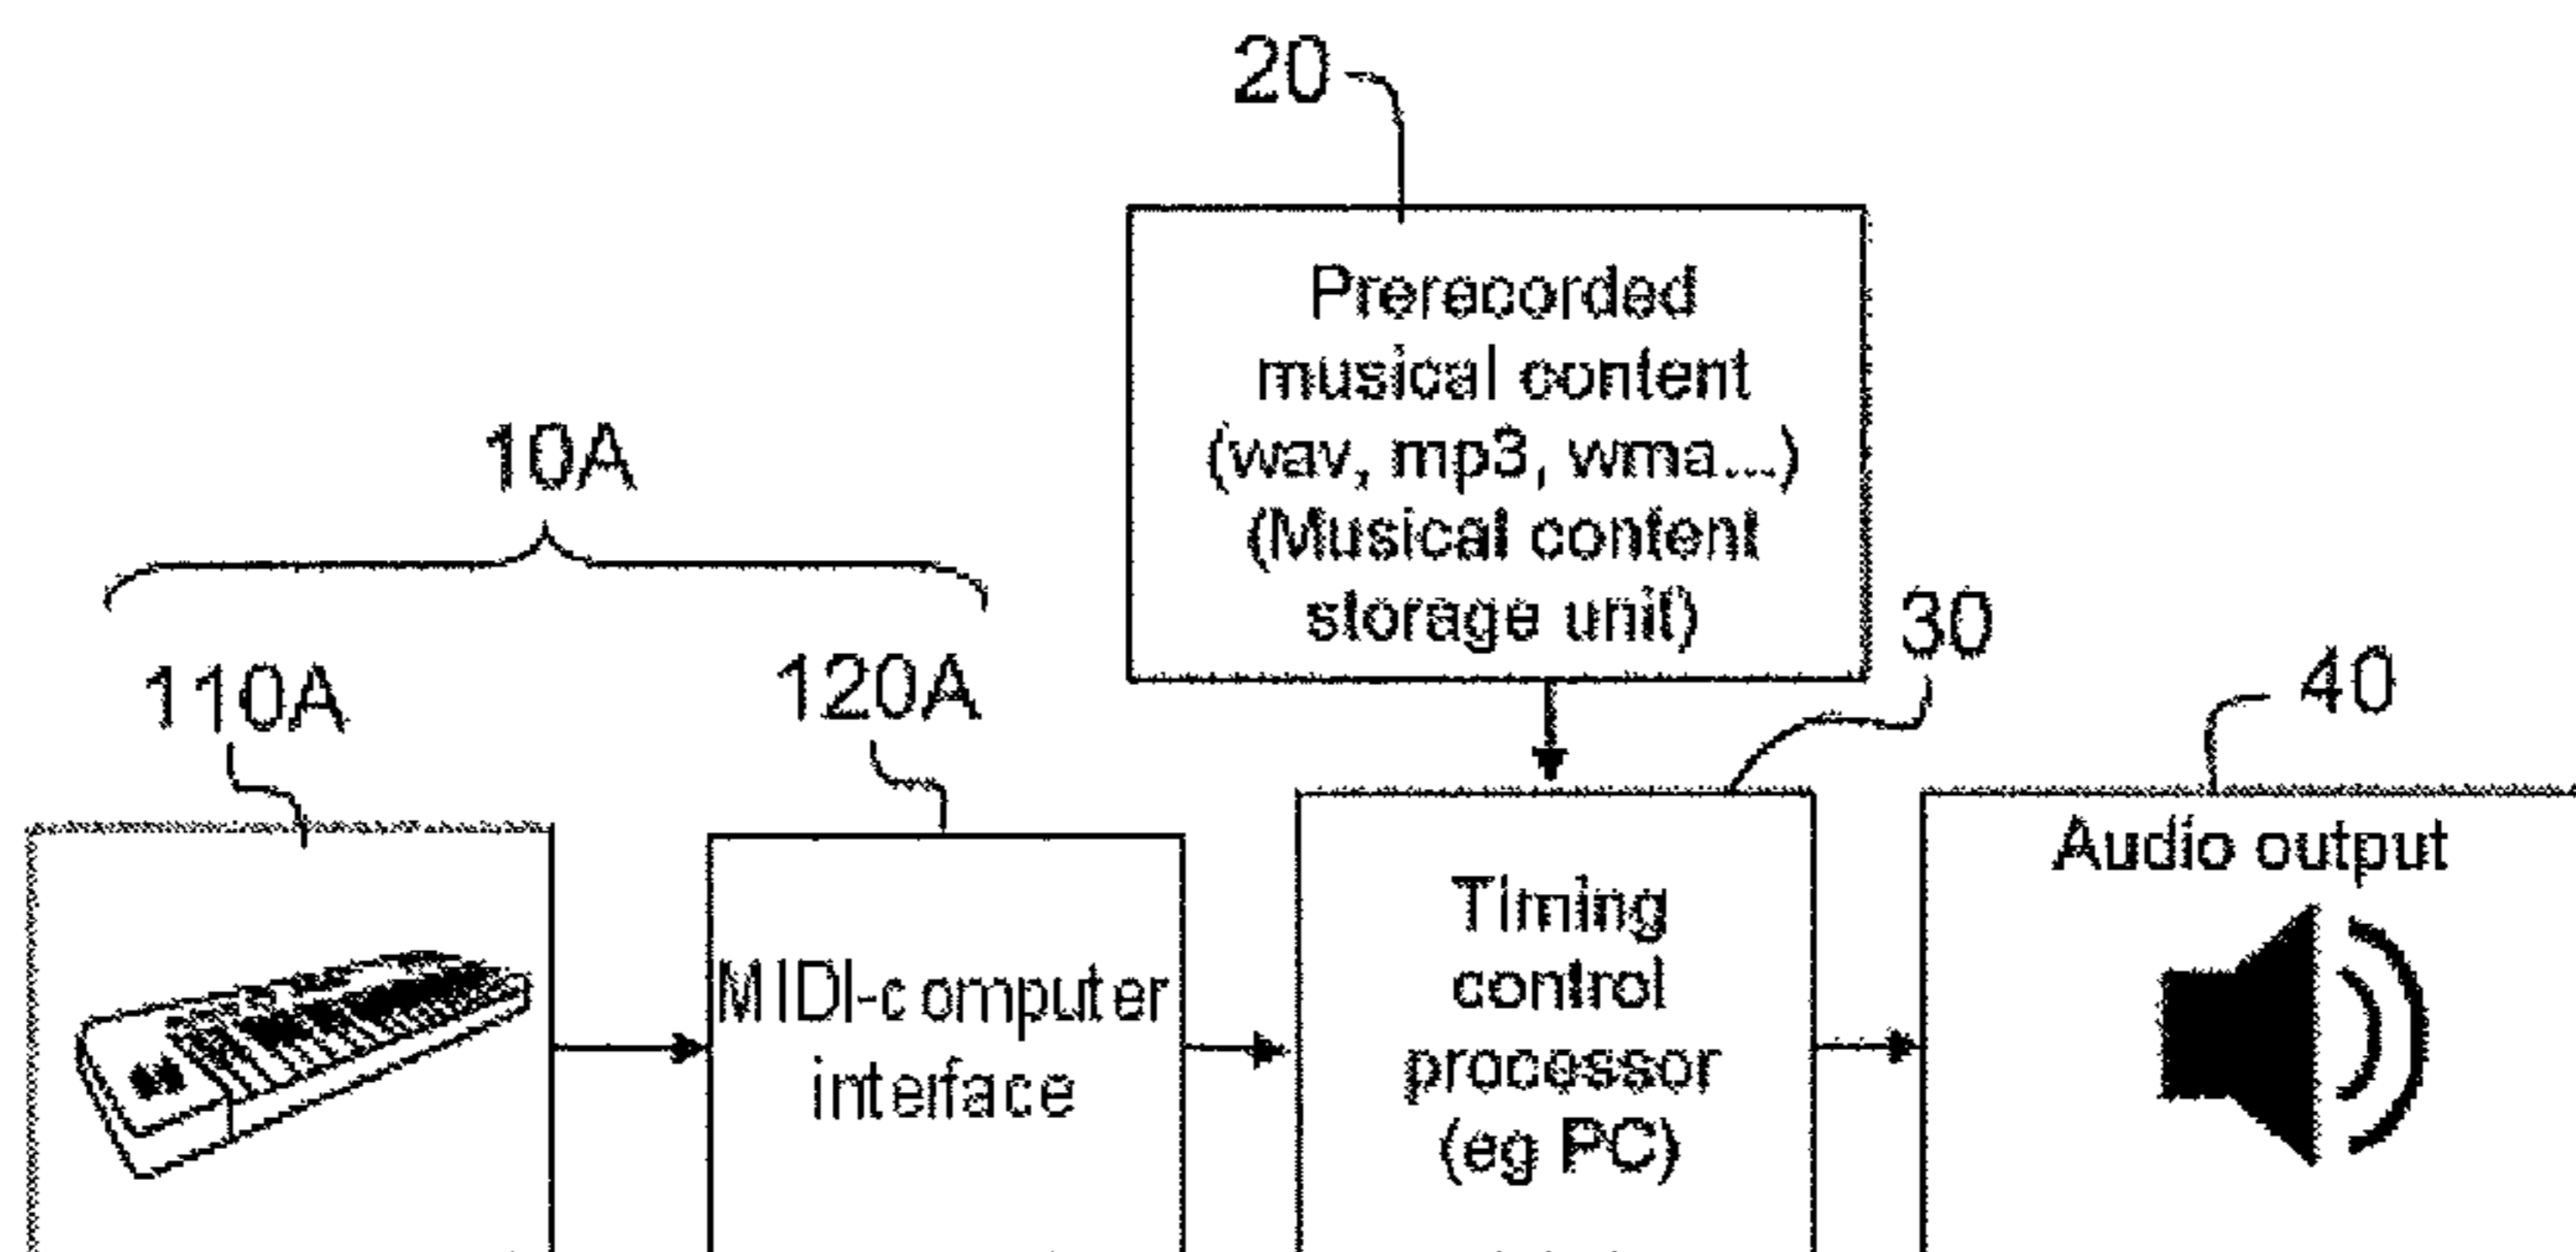 20
Prerecorded
musical content
(wav, mp3, wma...)
(Musical content
storage unit)
10A
30
110A
120A
40
MIDI-computer
interface
Timing
control
processor
(eg PC)
Audio output